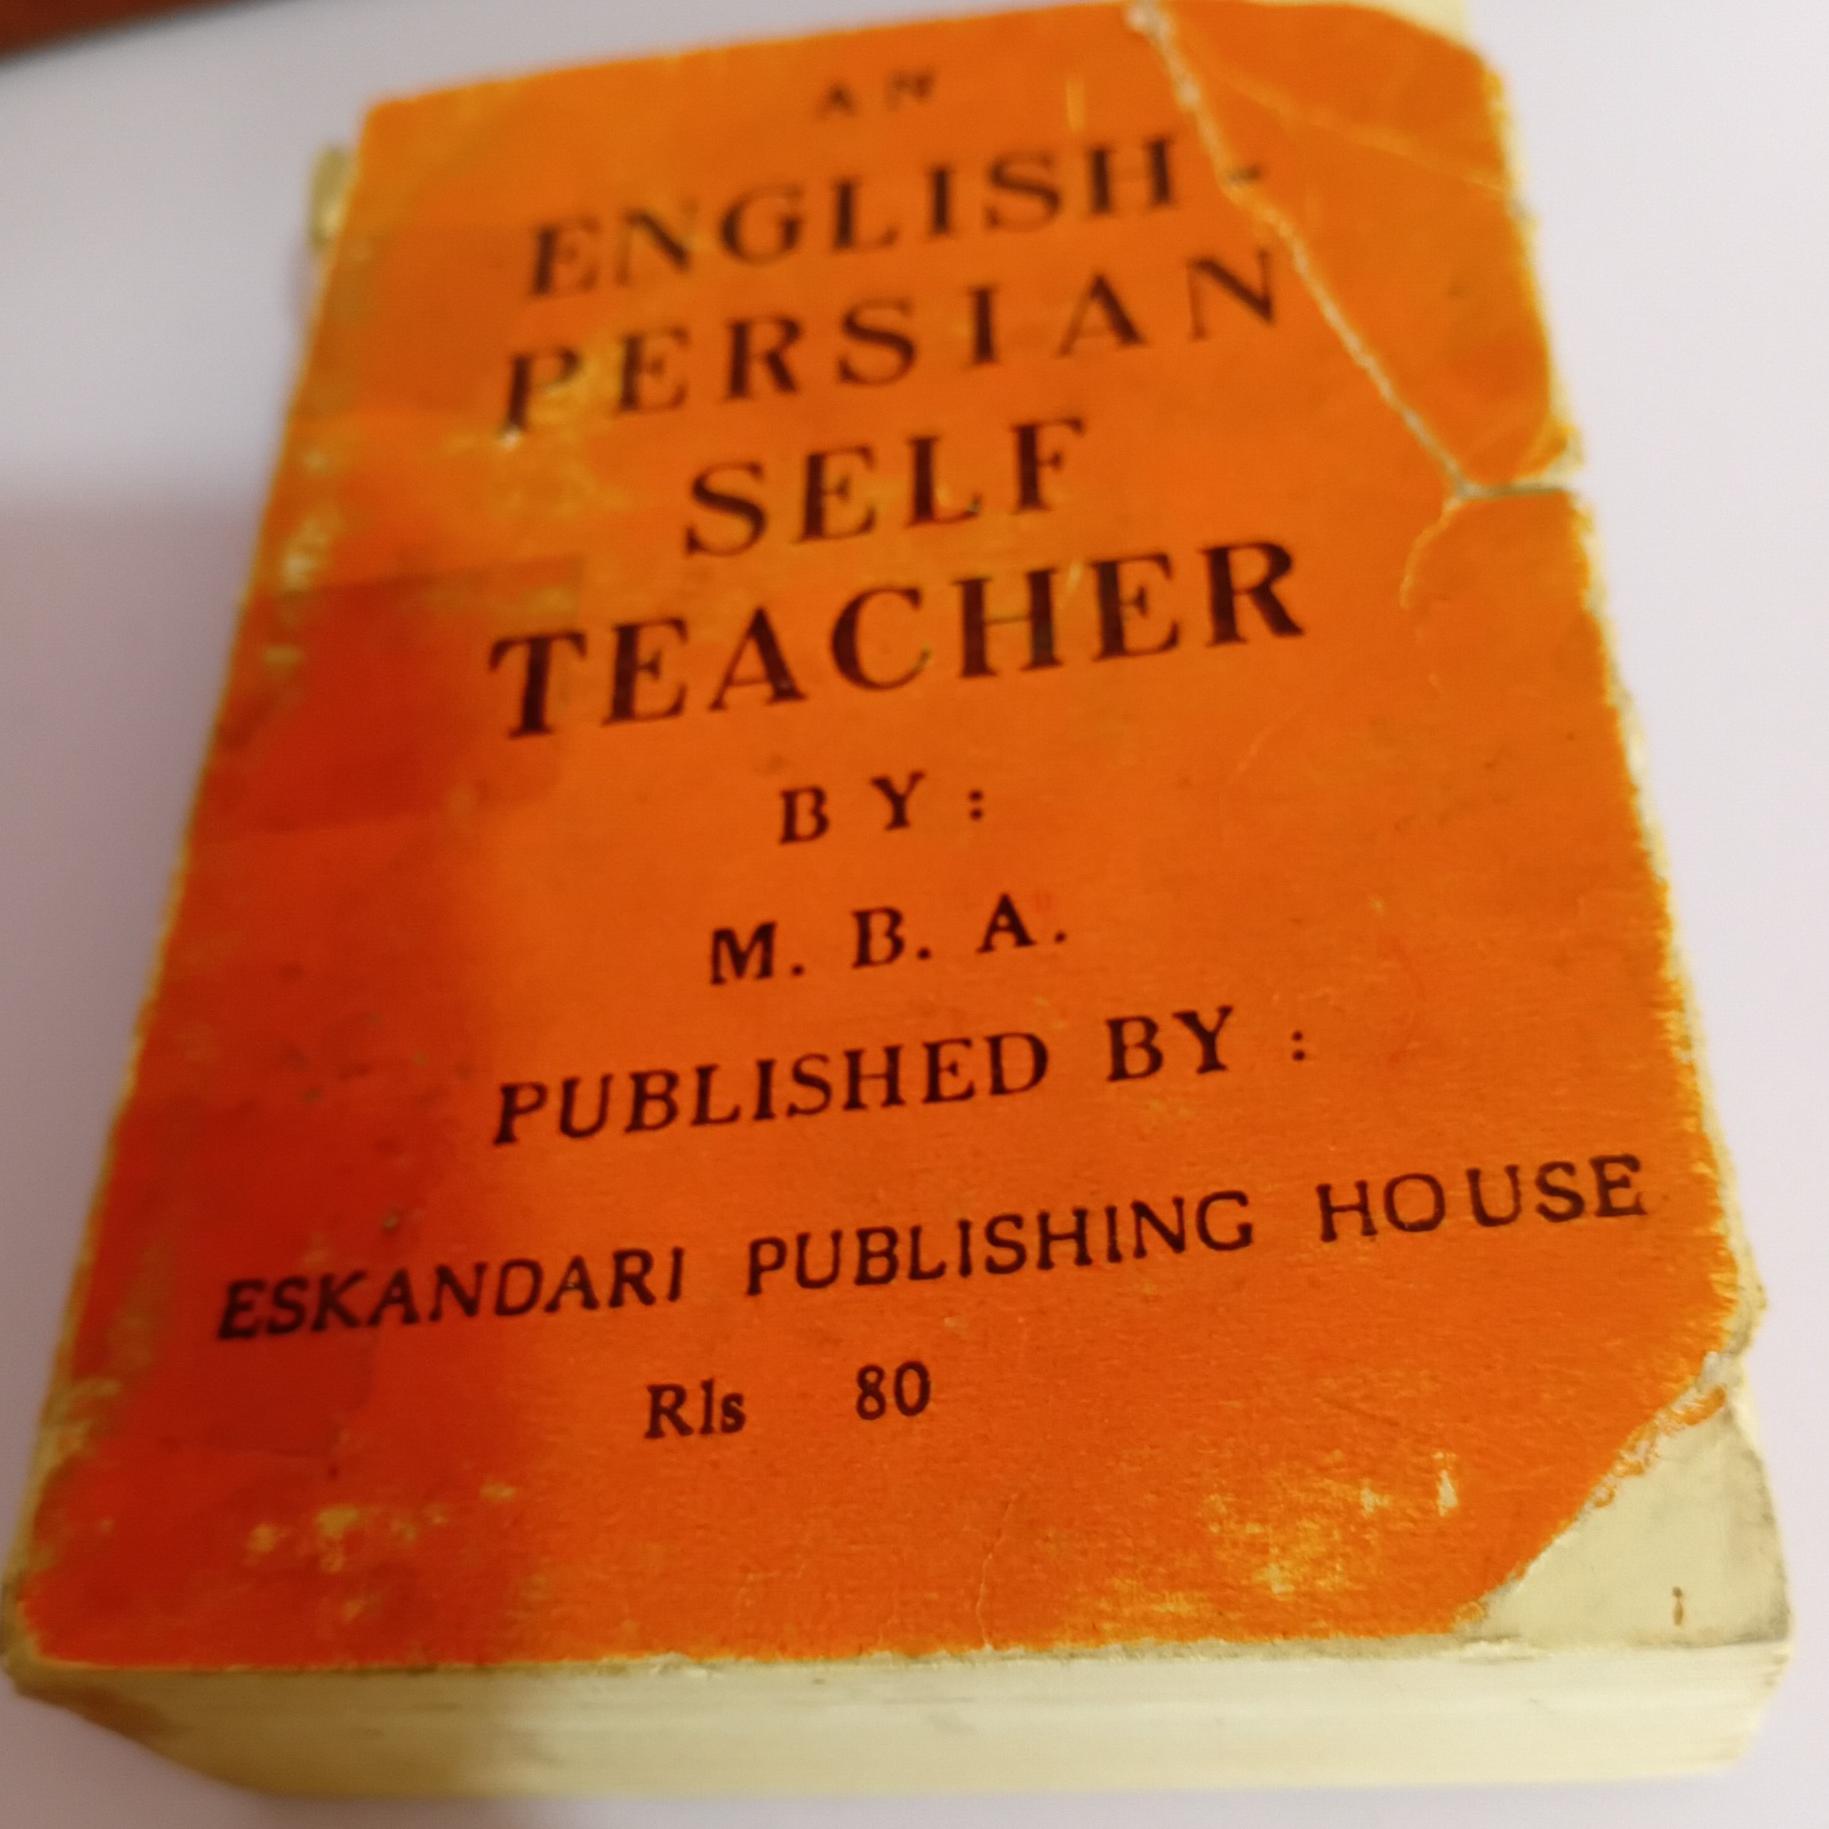 AN
ENGLISH-
PERSIAN
SELF
TEACHER
BY:
M. B. A.
PUBLISHED BY:
ESKANDARI PUBLISHING HOUSE
Rls 80